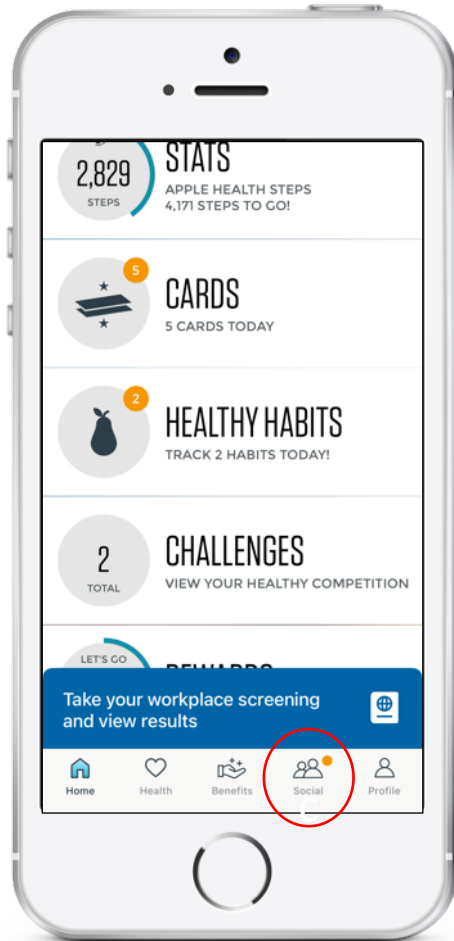 2,829
STEPS
STATS
APPLE HEALTH STEPS
4,171 STEPS TO GO!
5
CARDS
5 CARDS TODAY
2
HEALTHY HABITS
TRACK 2 HABITS TODAY!
2
TOTAL
CHALLENGES
VIEW YOUR HEALTHY COMPETITION
LET'S GO
REWARDS
Take your workplace screening
and view results
Home
Health
Benefits
Social
Profile